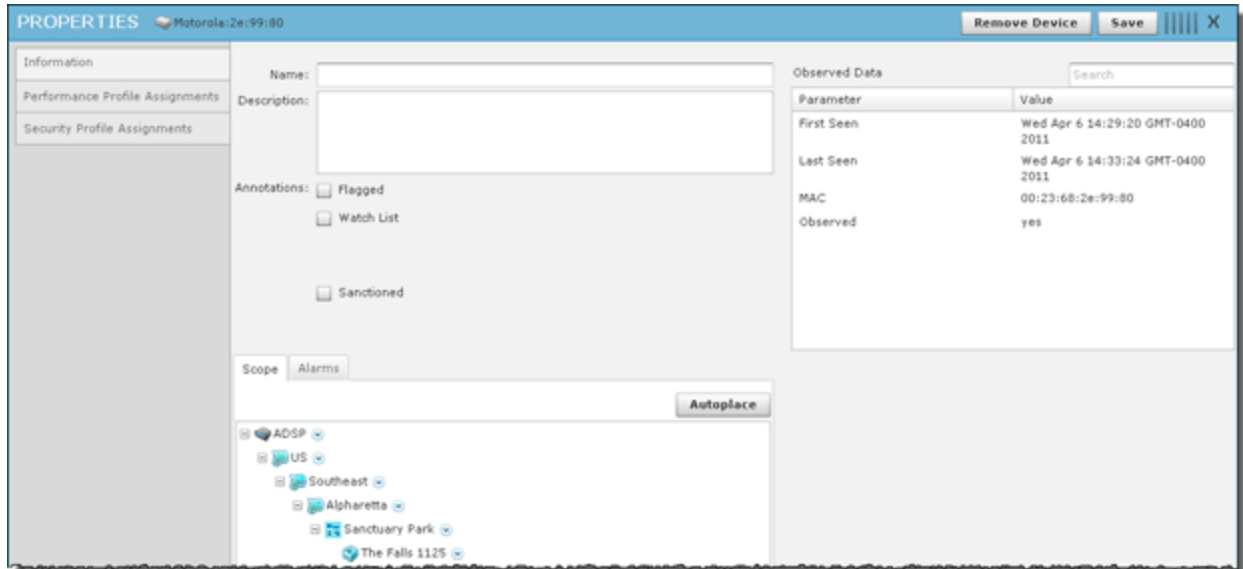 PROPERTIES Motorola:2e:99:80 Remove Device Save X
Information
Performance Profile Assignments
Security Profile Assignments
Name:
Description:
Annotations: Flagged
Watch List
Sanctioned
Observed Data Search
Parameter Value
First Seen Wed Apr 6 14:29:20 GMT-0400
2011
Last Seen Wed Apr 6 14:33:24 GMT-0400
2011
MAC 00:23:68:2e:99:80
Observed yes
Scope Alarms
Autoplace
ADSP
US
Southeast
Alpharetta
Sanctuary Park
The Falls 1125